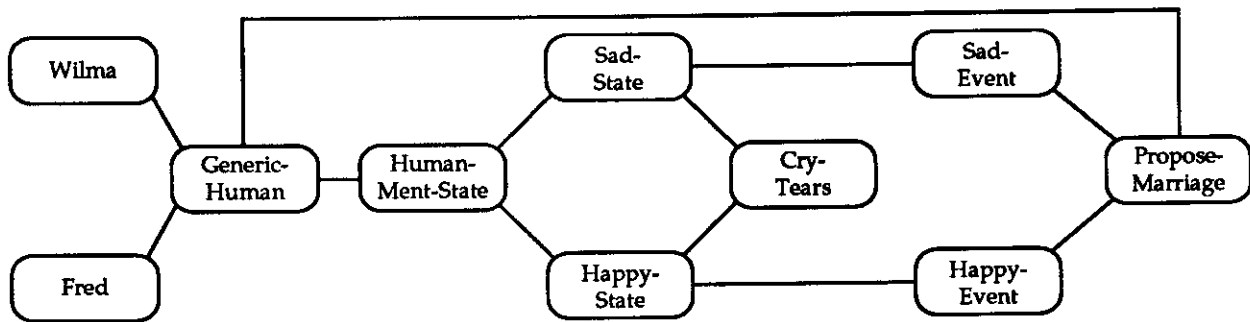 Wilma
Sad-
State
Sad-
Event
Generic-
Human
Human-
Ment-State
Cry-
Tears
Propose-
Marriage
Fred
Happy-
State
Happy-
Event